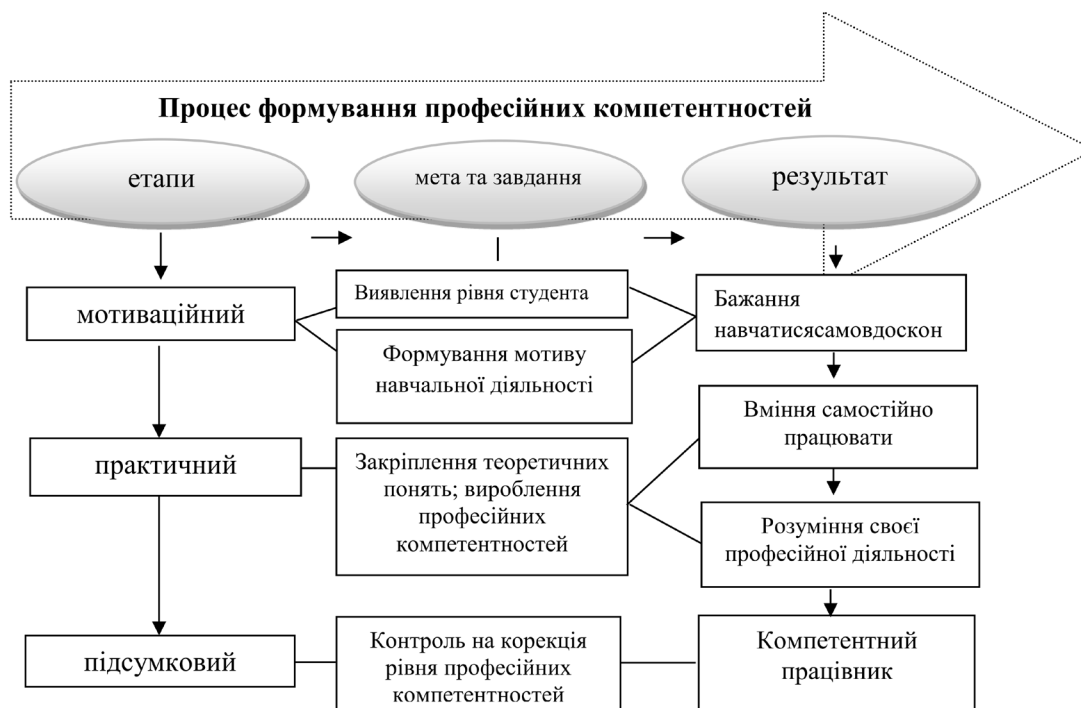 Процес формування професійних компетентностей
етапи
мета та завдання
результат
мотиваційний
Виявлення рівня студента
Формування мотиву
навчальної діяльності
Бажання
навчатисясамовдоскон
Вміння самостійно
працювати
практичний
Закріплення теоретичних
понять; вироблення
професійних
компетентностей
Розуміння своєї
професійної діяльності
підсумковий
Контроль на корекція
рівня професійних
компетентностей
Компетентний
працівник